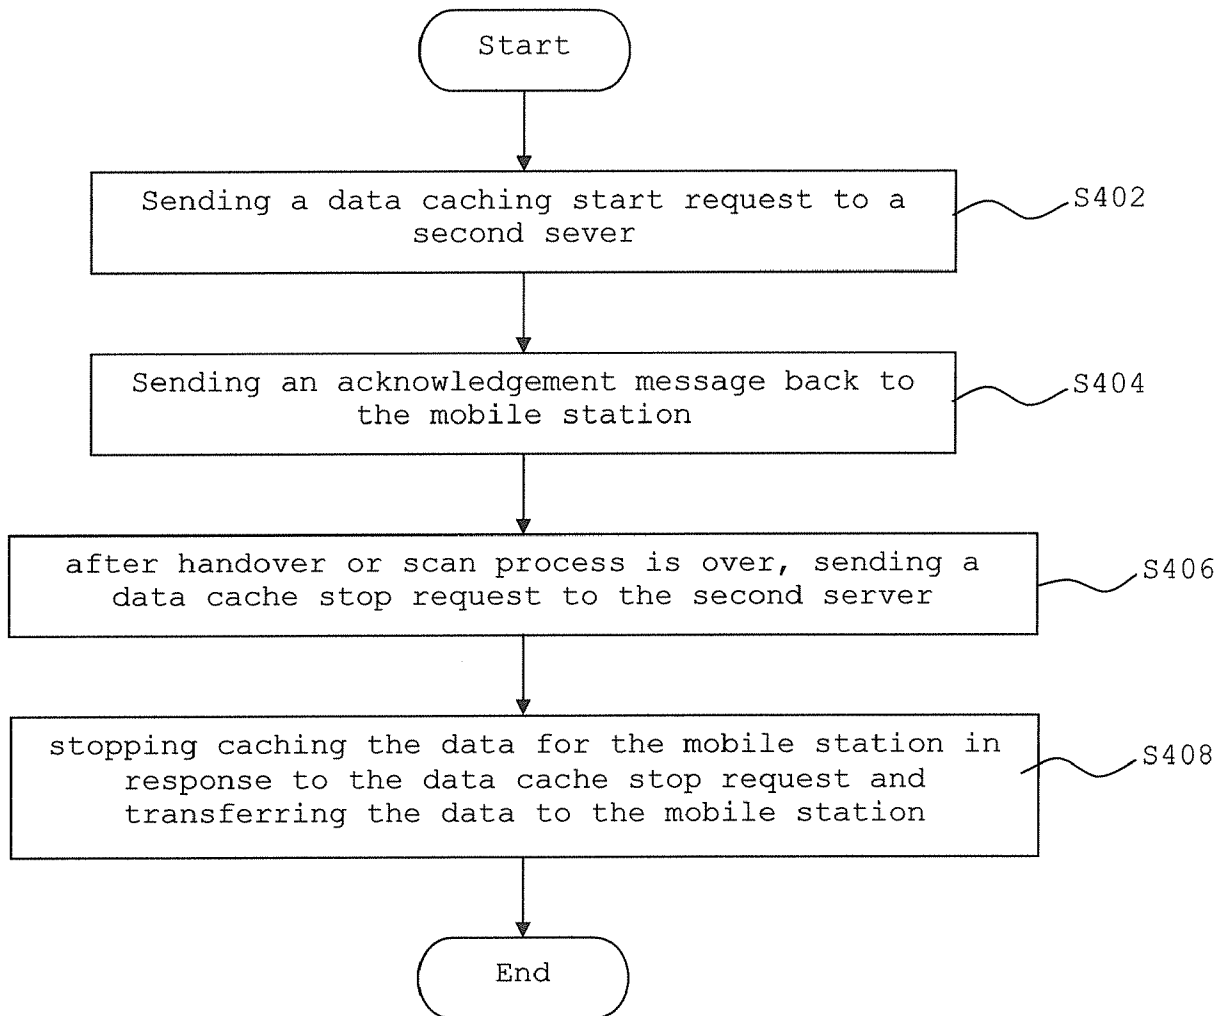 Start
Sending a data caching start request to a
second sever
S402
Sending an acknowledgement message back to
the mobile station
S404
after handover or scan process is over, sending a
data cache stop request to the second server
S406
stopping caching the data for the mobile station in
response to the data cache stop request and
transferring the data to the mobile station
S408
End